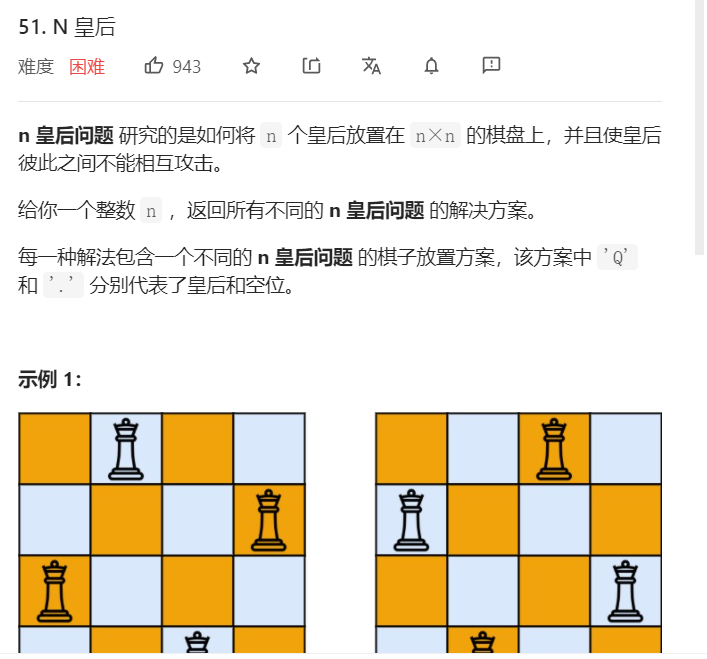 51. N 皇后
难度 困难 943
n 皇后问题 研究的是如何将 n 个皇后放置在 n×n 的棋盘上，并且使皇后
彼此之间不能相互攻击。
给你一个整数 n ，返回所有不同的 n 皇后问题 的解决方案。
每一种解法包含一个不同的 n 皇后问题 的棋子放置方案，该方案中 'Q'
和 '.' 分别代表了皇后和空位。
示例 1：